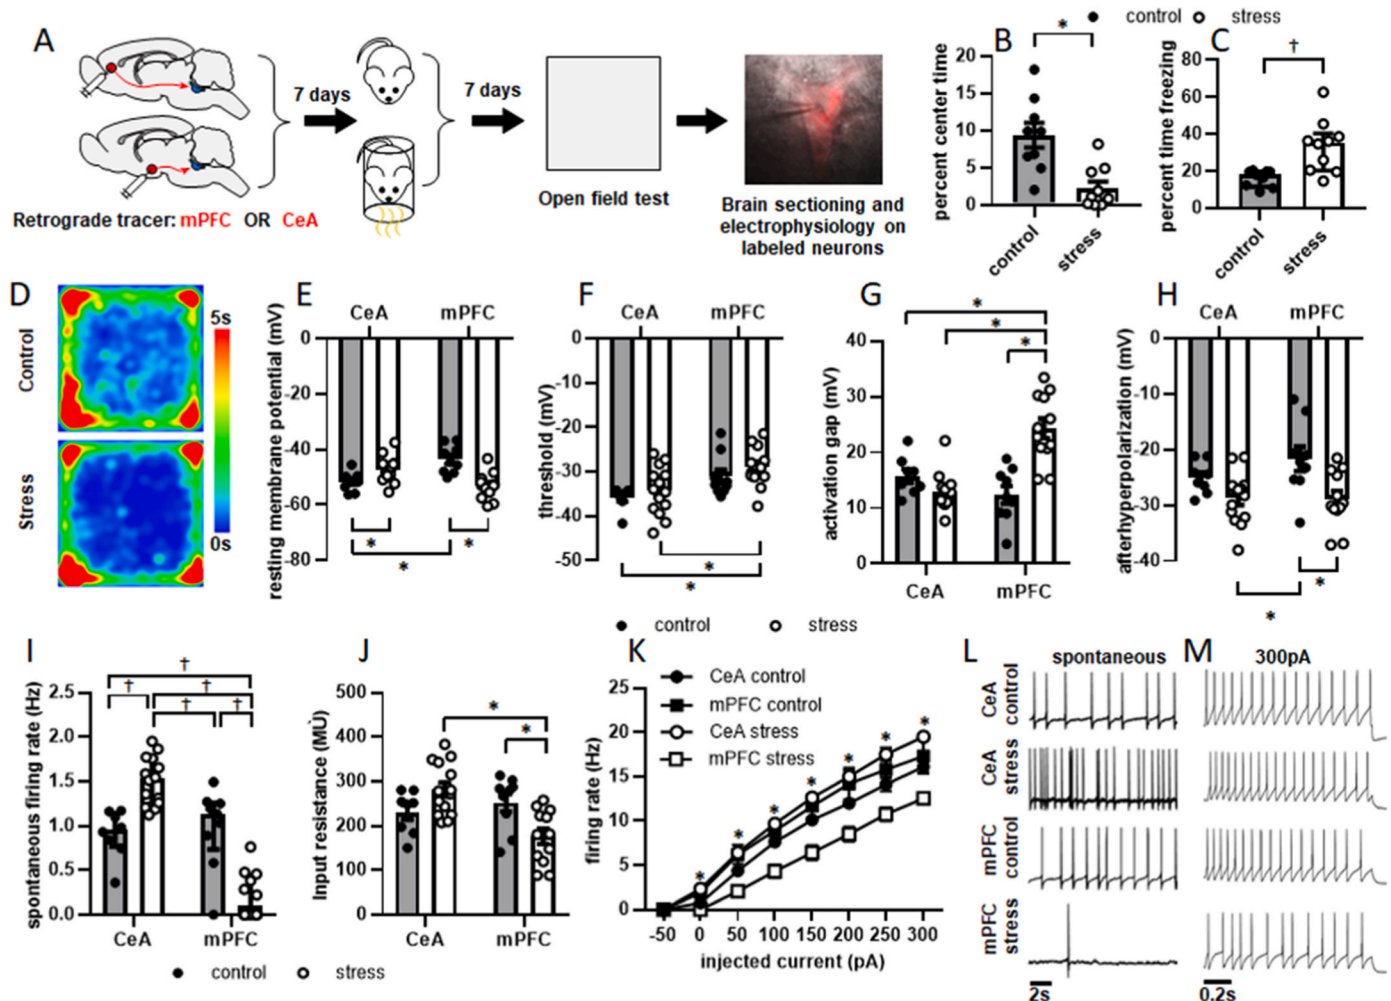 A
7 days
7 days
Retrograde tracer: mPFC OR CeA
Open field test
Brain sectioning and
electrophysiology on
labeled neurons
control
stress
B
*
percent center time
20
15
10
5
0
control
stress
C
†
percent time freezing
80
60
40
20
0
control
stress
D
Control
Stress
5s
0s
E
CeA
mPFC
resting membrane potential (mV)
0
-20
-40
-60
-80
*
*
*
F
CeA
mPFC
threshold (mV)
0
-10
-20
-30
-40
-50
*
*
G
*
*
*
activation gap (mV)
40
30
20
10
0
CeA
mPFC
H
CeA
mPFC
afterhyperpolarization (mV)
0
-10
-20
-30
-40
*
*
control
stress
I
†
†
†
†
†
spontaneous firing rate (Hz)
2.5
2.0
1.5
1.0
0.5
0.0
CeA
mPFC
control
stress
J
*
*
Input resistance (MÙ)
500
400
300
200
100
0
CeA
mPFC
K
CeA control
mPFC control
CeA stress
mPFC stress
firing rate (Hz)
25
20
15
10
5
0
* * * * * * *
-50 0 50 100 150 200 250 300
injected current (pA)
L
spontaneous
CeA
control
CeA
stress
mPFC
control
mPFC
stress
2s
M
300pA
0.2s